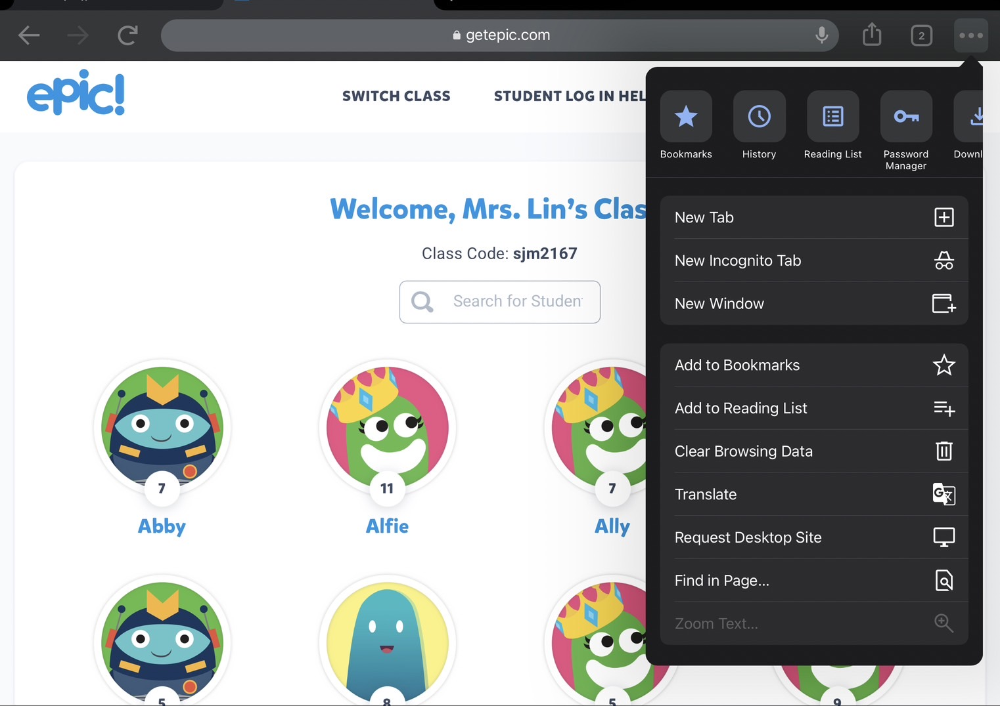 getepic.com
2
epic!
SWITCH CLASS
STUDENT LOG IN HEL
Bookmarks
History
Reading List
Password
Manager
Downl
Welcome, Mrs. Lin's Clas
Class Code: sjm2167
Search for Studen
New Tab
New Incognito Tab
New Window
Add to Bookmarks
Add to Reading List
Clear Browsing Data
Translate
Request Desktop Site
Find in Page...
Zoom Text...
7
11
7
Abby
Alfie
Ally
5
8
5
9